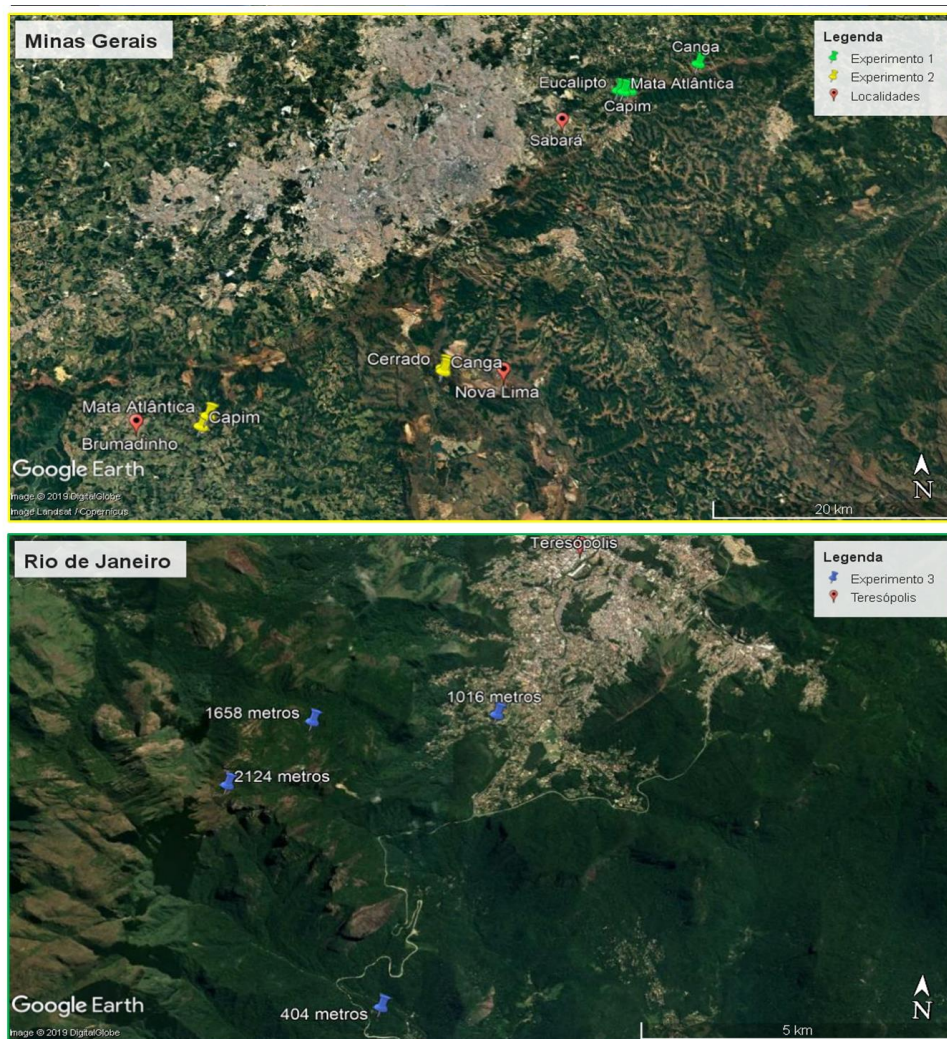 Minas Gerais
Legenda
Experimento 1
Experimento 2
Localidades
Canga
Eucalipto
Mata Atlântica
Capim
Sabará
Cerrado
Canga
Nova Lima
Mata Atlântica
Capim
Brumadinho
Google Earth
Image © 2019 DigitalGlobe
Image Landsat / Copernicus
N
20 km
Rio de Janeiro
Teresópolis
Legenda
Experimento 3
Teresópolis
1016 metros
1658 metros
2124 metros
404 metros
Google Earth
Image © 2019 DigitalGlobe
N
5 km